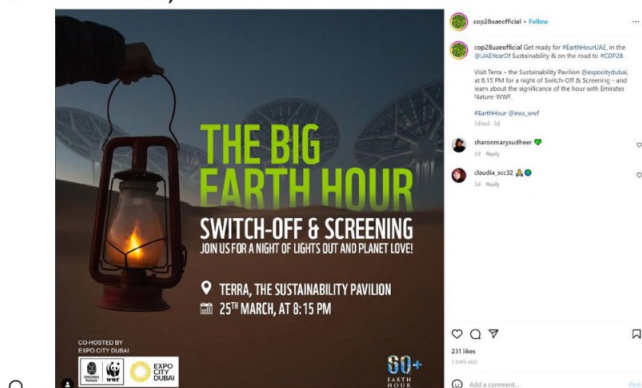 THE BIG
EARTH HOUR
SWITCH-OFF & SCREENING
JOIN US FOR A NIGHT OF LIGHTS OUT AND PLANET LOVE!
TERRA, THE SUSTAINABILITY PAVILION
25TH MARCH, AT 8:15 PM
CO-HOSTED BY
EXPO CITY DUBAI
WWF
EXPO
CITY
DUBAI
60+
EARTH
HOUR
cop28uaeofficial • Follow
cop28uaeofficial Get ready for #EarthHourUAE, in the
@UAEYearOf Sustainability & on the road to #COP28.
Visit Terra – the Sustainability Pavilion @expocitydubai,
at 8.15 PM for a night of Switch-Off & Screening - and
learn about the significance of the hour with Emirates
Nature-WWF.
#EarthHour @ews_wwf
Edited · 3d
sharonmarysudheer
3d Reply
claudia_scc32
3d Reply
231 likes
DAYS AGO
Add a comment...
Post